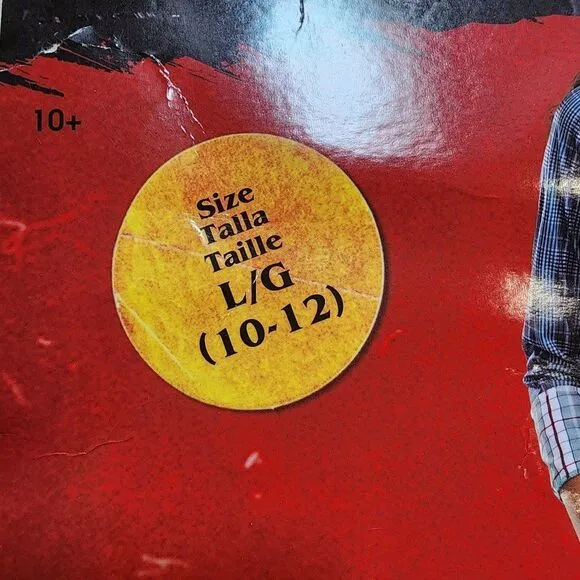 10+
Size
Talla
Taille
L/G
(10-12)